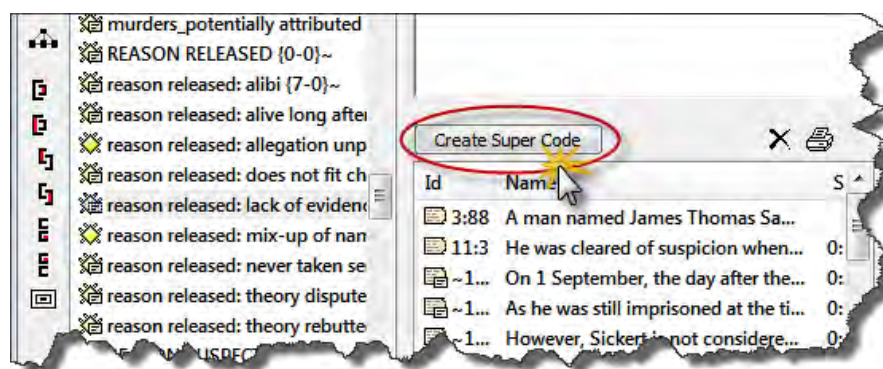 murders_potentially attributed
REASON RELEASED {0-0}~
reason released: alibi {7-0}~
reason released: alive long after
reason released: allegation unp
reason released: does not fit ch
reason released: lack of evidenc
reason released: mix-up of nam
reason released: never taken se
reason released: theory dispute
reason released: theory rebutte
Create Super Code
Id Name S
3:88 A man named James Thomas Sa...
11:3 He was cleared of suspicion when... 0:
~1... On 1 September, the day after the... 0:
~1... As he was still imprisoned at the ti... 0:
~1... However, Sickert is not considere... 0: